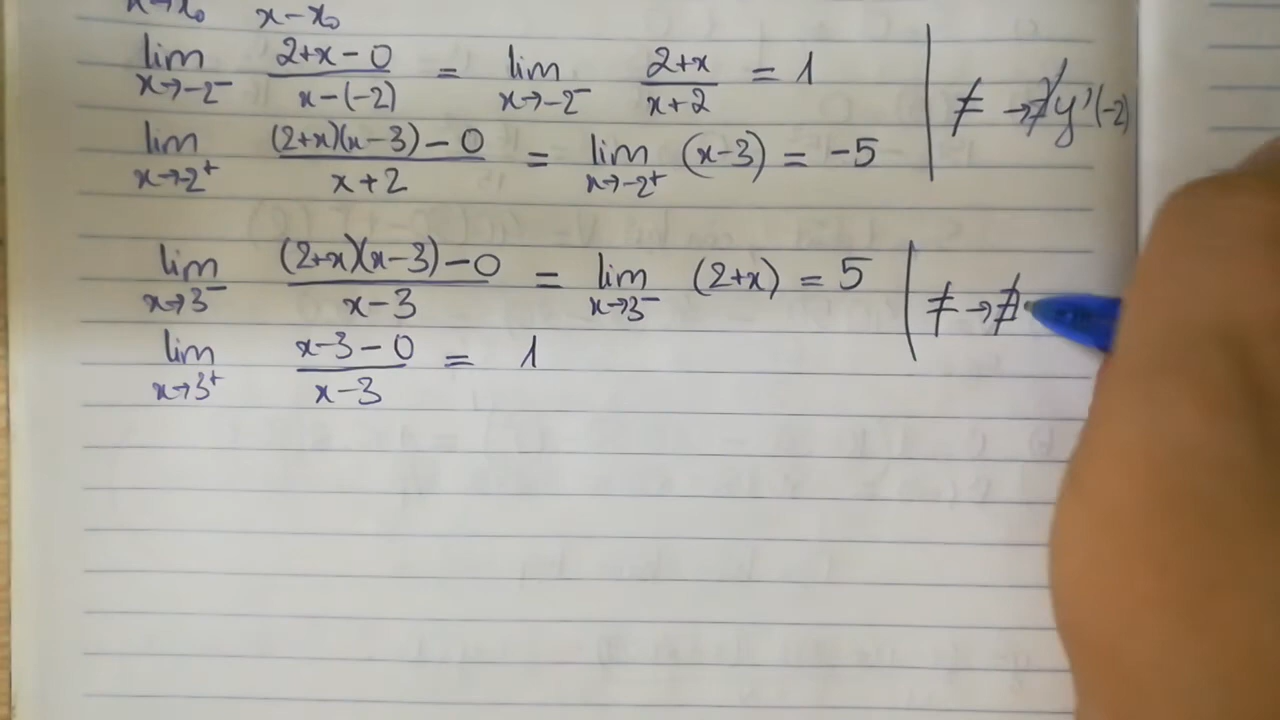 x→x₀ x-x₀
lim x→-2⁻ (2+x-0)/(x-(-2)) = lim x→-2⁻ (2+x)/(x+2) = 1 | ≠ → ∄y'(-2)
lim x→-2⁺ ((2+x)(x-3)-0)/(x+2) = lim x→-2⁺ (x-3) = -5
lim x→3⁻ ((2+x)(x-3)-0)/(x-3) = lim x→3⁻ (2+x) = 5 | ≠ → ∄
lim x→3⁺ (x-3-0)/(x-3) = 1